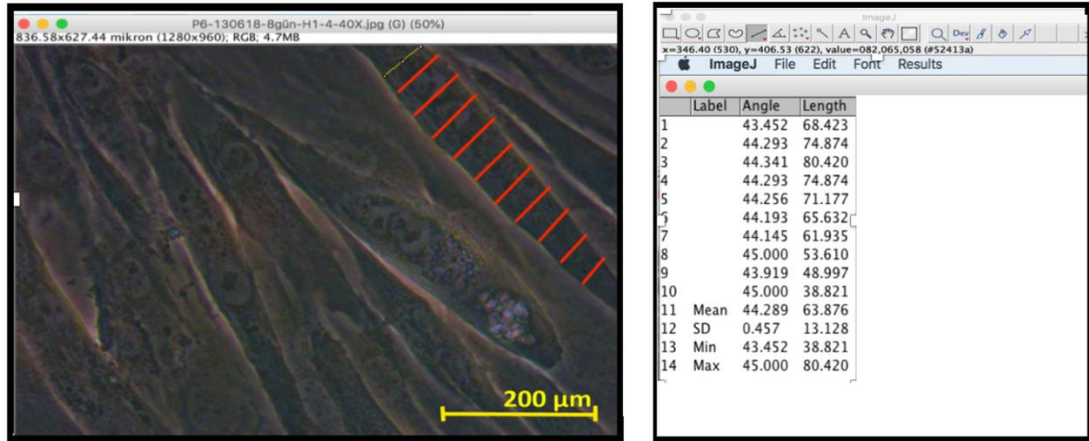 P6-130618-8gün-H1-4-40X.jpg (G) (50%)
836.58x627.44 mikron (1280x960); RGB; 4.7MB
200 µm
ImageJ
A
Dev
x=346.40 (530), y=406.53 (622), value=082,065,058 (#52413a)
ImageJ File Edit Font Results
Label Angle Length
1 43.452 68.423
2 44.293 74.874
3 44.341 80.420
4 44.293 74.874
5 44.256 71.177
6 44.193 65.632
7 44.145 61.935
8 45.000 53.610
9 43.919 48.997
10 45.000 38.821
11 Mean 44.289 63.876
12 SD 0.457 13.128
13 Min 43.452 38.821
14 Max 45.000 80.420